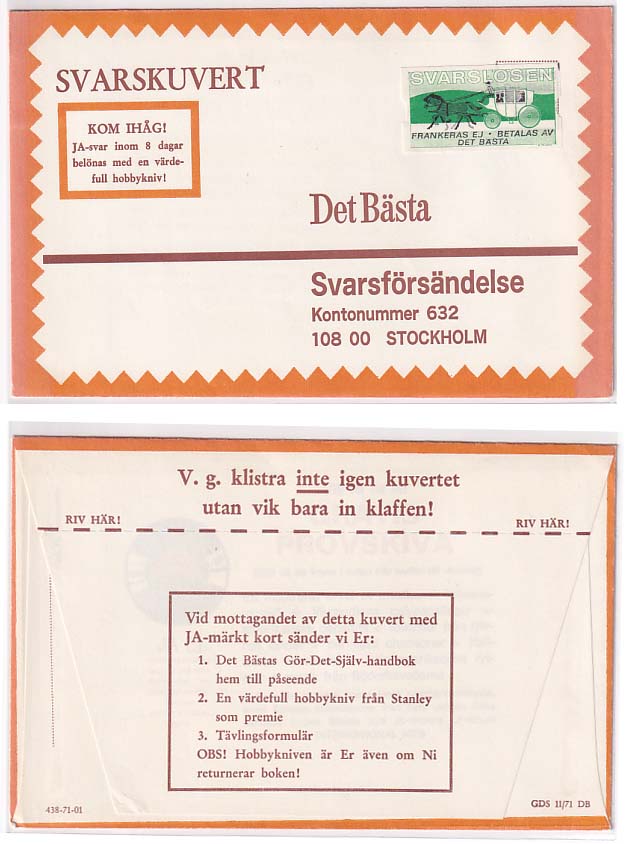 SVARSKUVERT
KOM IHÅG!
JA-svar inom 8 dagar
belönas med en värde-
full hobbykniv!
SVARSLÖSEN
FRANKERAS EJ • BETALAS AV
DET BÄSTA
Det Bästa
Svarsförsändelse
Kontonummer 632
108 00 STOCKHOLM
V. g. klistra inte igen kuvertet
utan vik bara in klaffen!
RIV HÄR!
RIV HÄR!
Vid mottagandet av detta kuvert med
JA-märkt kort sänder vi Er:
1. Det Bästas Gör-Det-Själv-handbok
hem till påseende
2. En värdefull hobbykniv från Stanley
som premie
3. Tävlingsformulär
OBS! Hobbykniven är Er även om Ni
returnerar boken!
438-71-01
GDS 11/71 DB